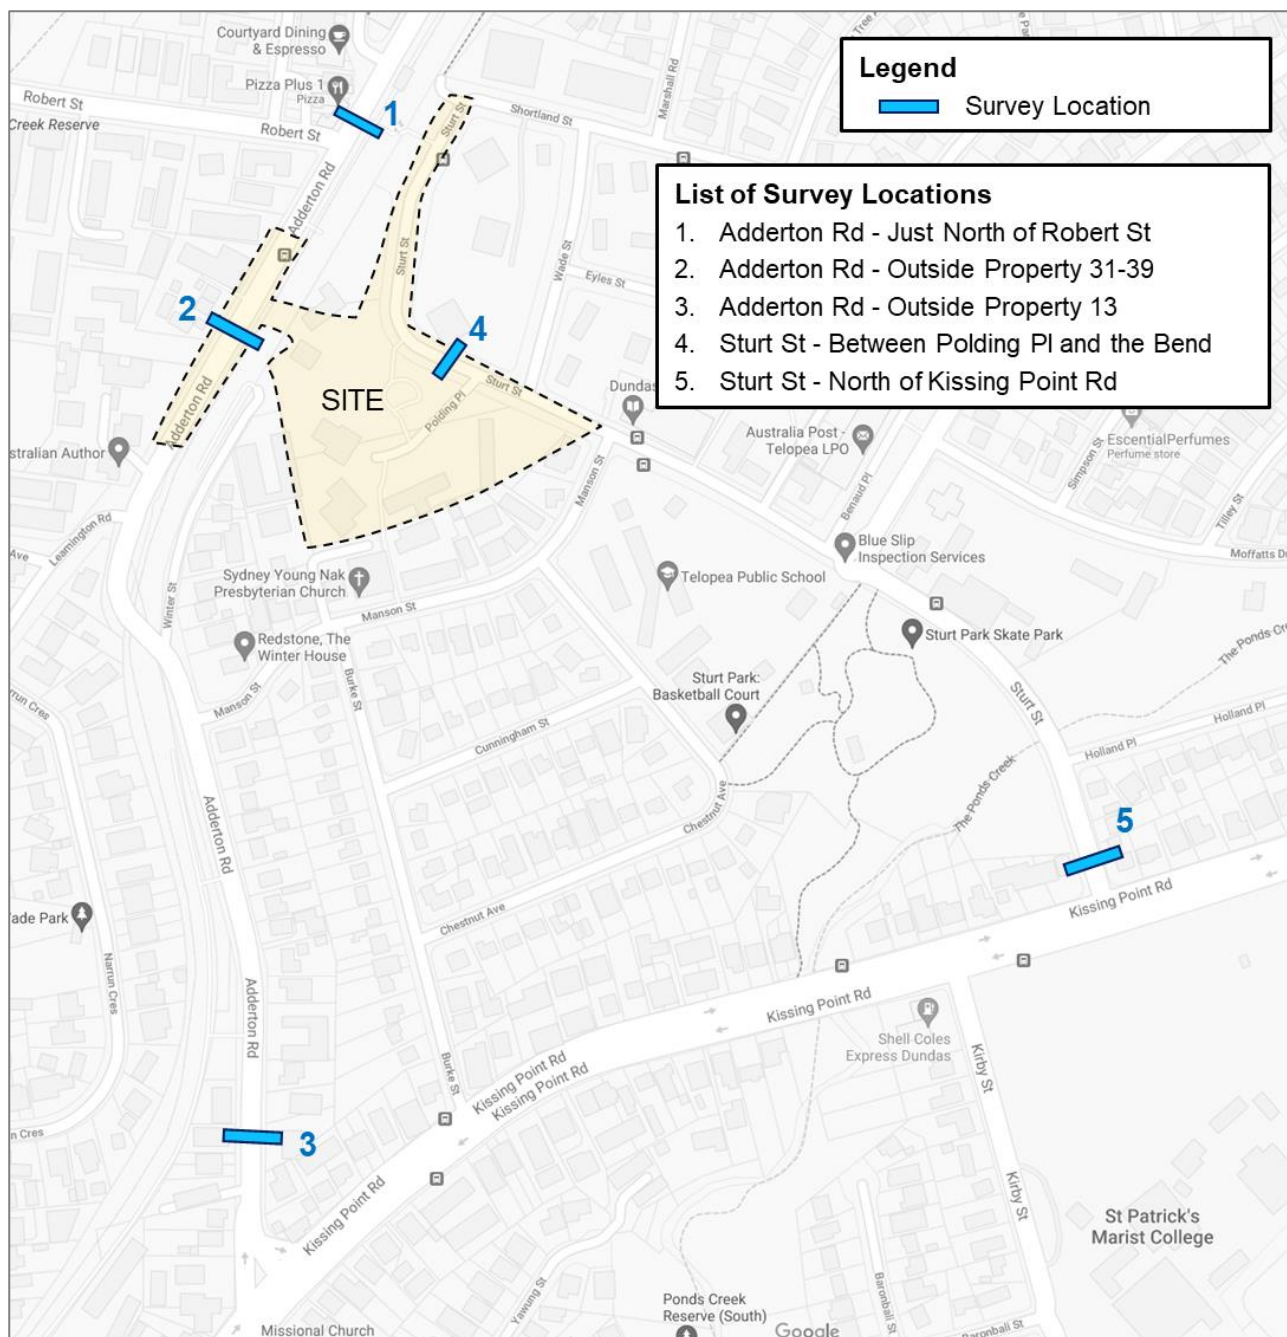 Courtyard Dining
& Espresso
Pizza Plus 1
Pizza
Robert St
Creek Reserve
Robert St
1
Sturt St
Shortland St
Marshall Rd
Legend
Survey Location
List of Survey Locations
1. Adderton Rd - Just North of Robert St
2. Adderton Rd - Outside Property 31-39
3. Adderton Rd - Outside Property 13
4. Sturt St - Between Polding Pl and the Bend
5. Sturt St - North of Kissing Point Rd
Adderton Rd
Sturt St
Wade St
Eyles St
2
4
SITE
Sturt St
Polding Pl
Dundas
Adderton Rd
stralian Author
Australia Post -
Telopea LPO
EscentialPerfumes
Perfume store
Simpson St
Tilley St
Manson St
Benaud Pl
Leamington Rd
Ave
Blue Slip
Inspection Services
Moffatts Dr
Sydney Young Nak
Presbyterian Church
Telopea Public School
Winter St
Manson St
Redstone, The
Winter House
Sturt Park Skate Park
The Ponds Creek
Burke St
Sturt Park:
Basketball Court
Manson St
Sturt St
rrun Cres
Cunningham St
Holland Pl
Holland Pl
The Ponds Creek
Adderton Rd
Chestnut Ave
5
Kissing Point Rd
Chestnut Ave
/ade Park
Narrun Cres
Adderton Rd
Kissing Point Rd
Shell Coles
Express Dundas
Kirby St
Burke St
Kissing Point Rd
Kissing Point Rd
n Cres
3
Kissing Point Rd
Kirby St
St Patrick's
Marist College
Yawung St
Baronball St
Ponds Creek
Reserve (South)
Missional Church
Google
Baronball St